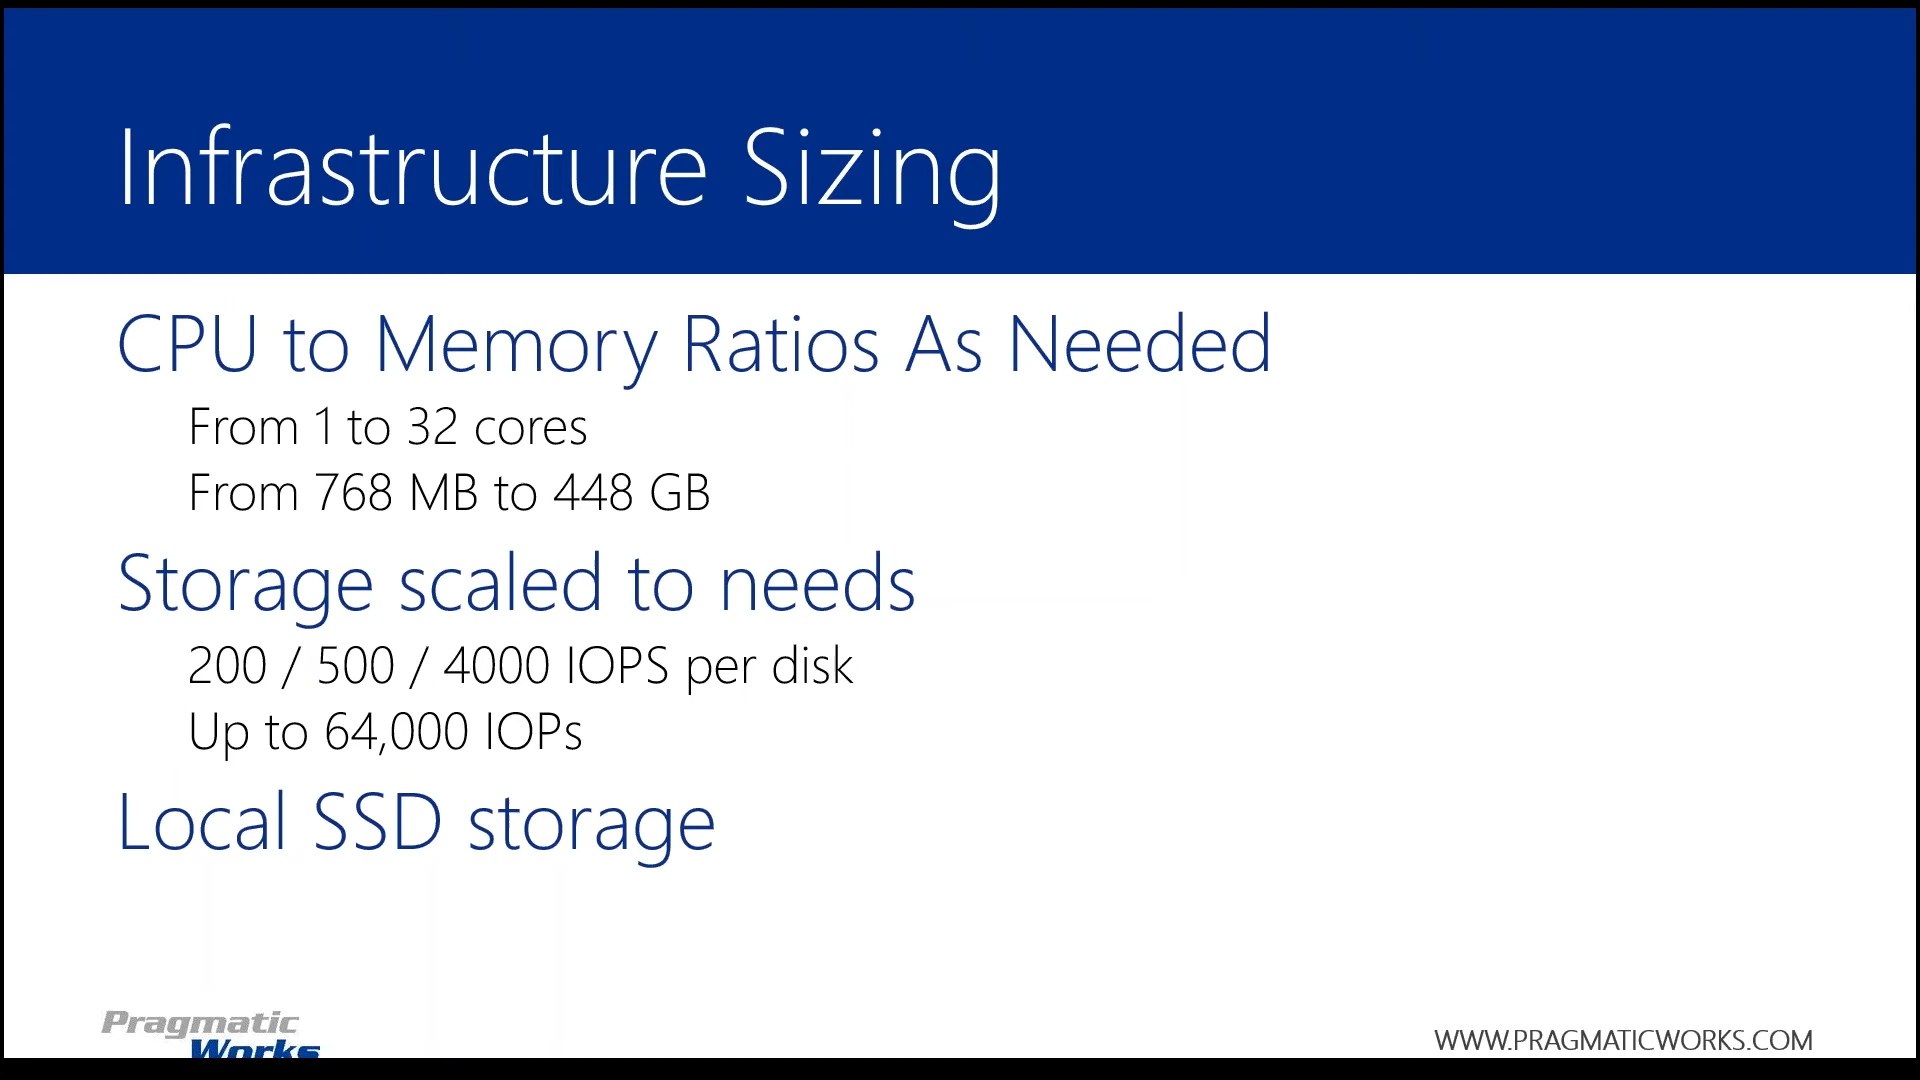 Infrastructure Sizing
CPU to Memory Ratios As Needed
From 1 to 32 cores
From 768 MB to 448 GB
Storage scaled to needs
200 / 500 / 4000 IOPS per disk
Up to 64,000 IOPs
Local SSD storage
Pragmatic
Works
WWW.PRAGMATICWORKS.COM